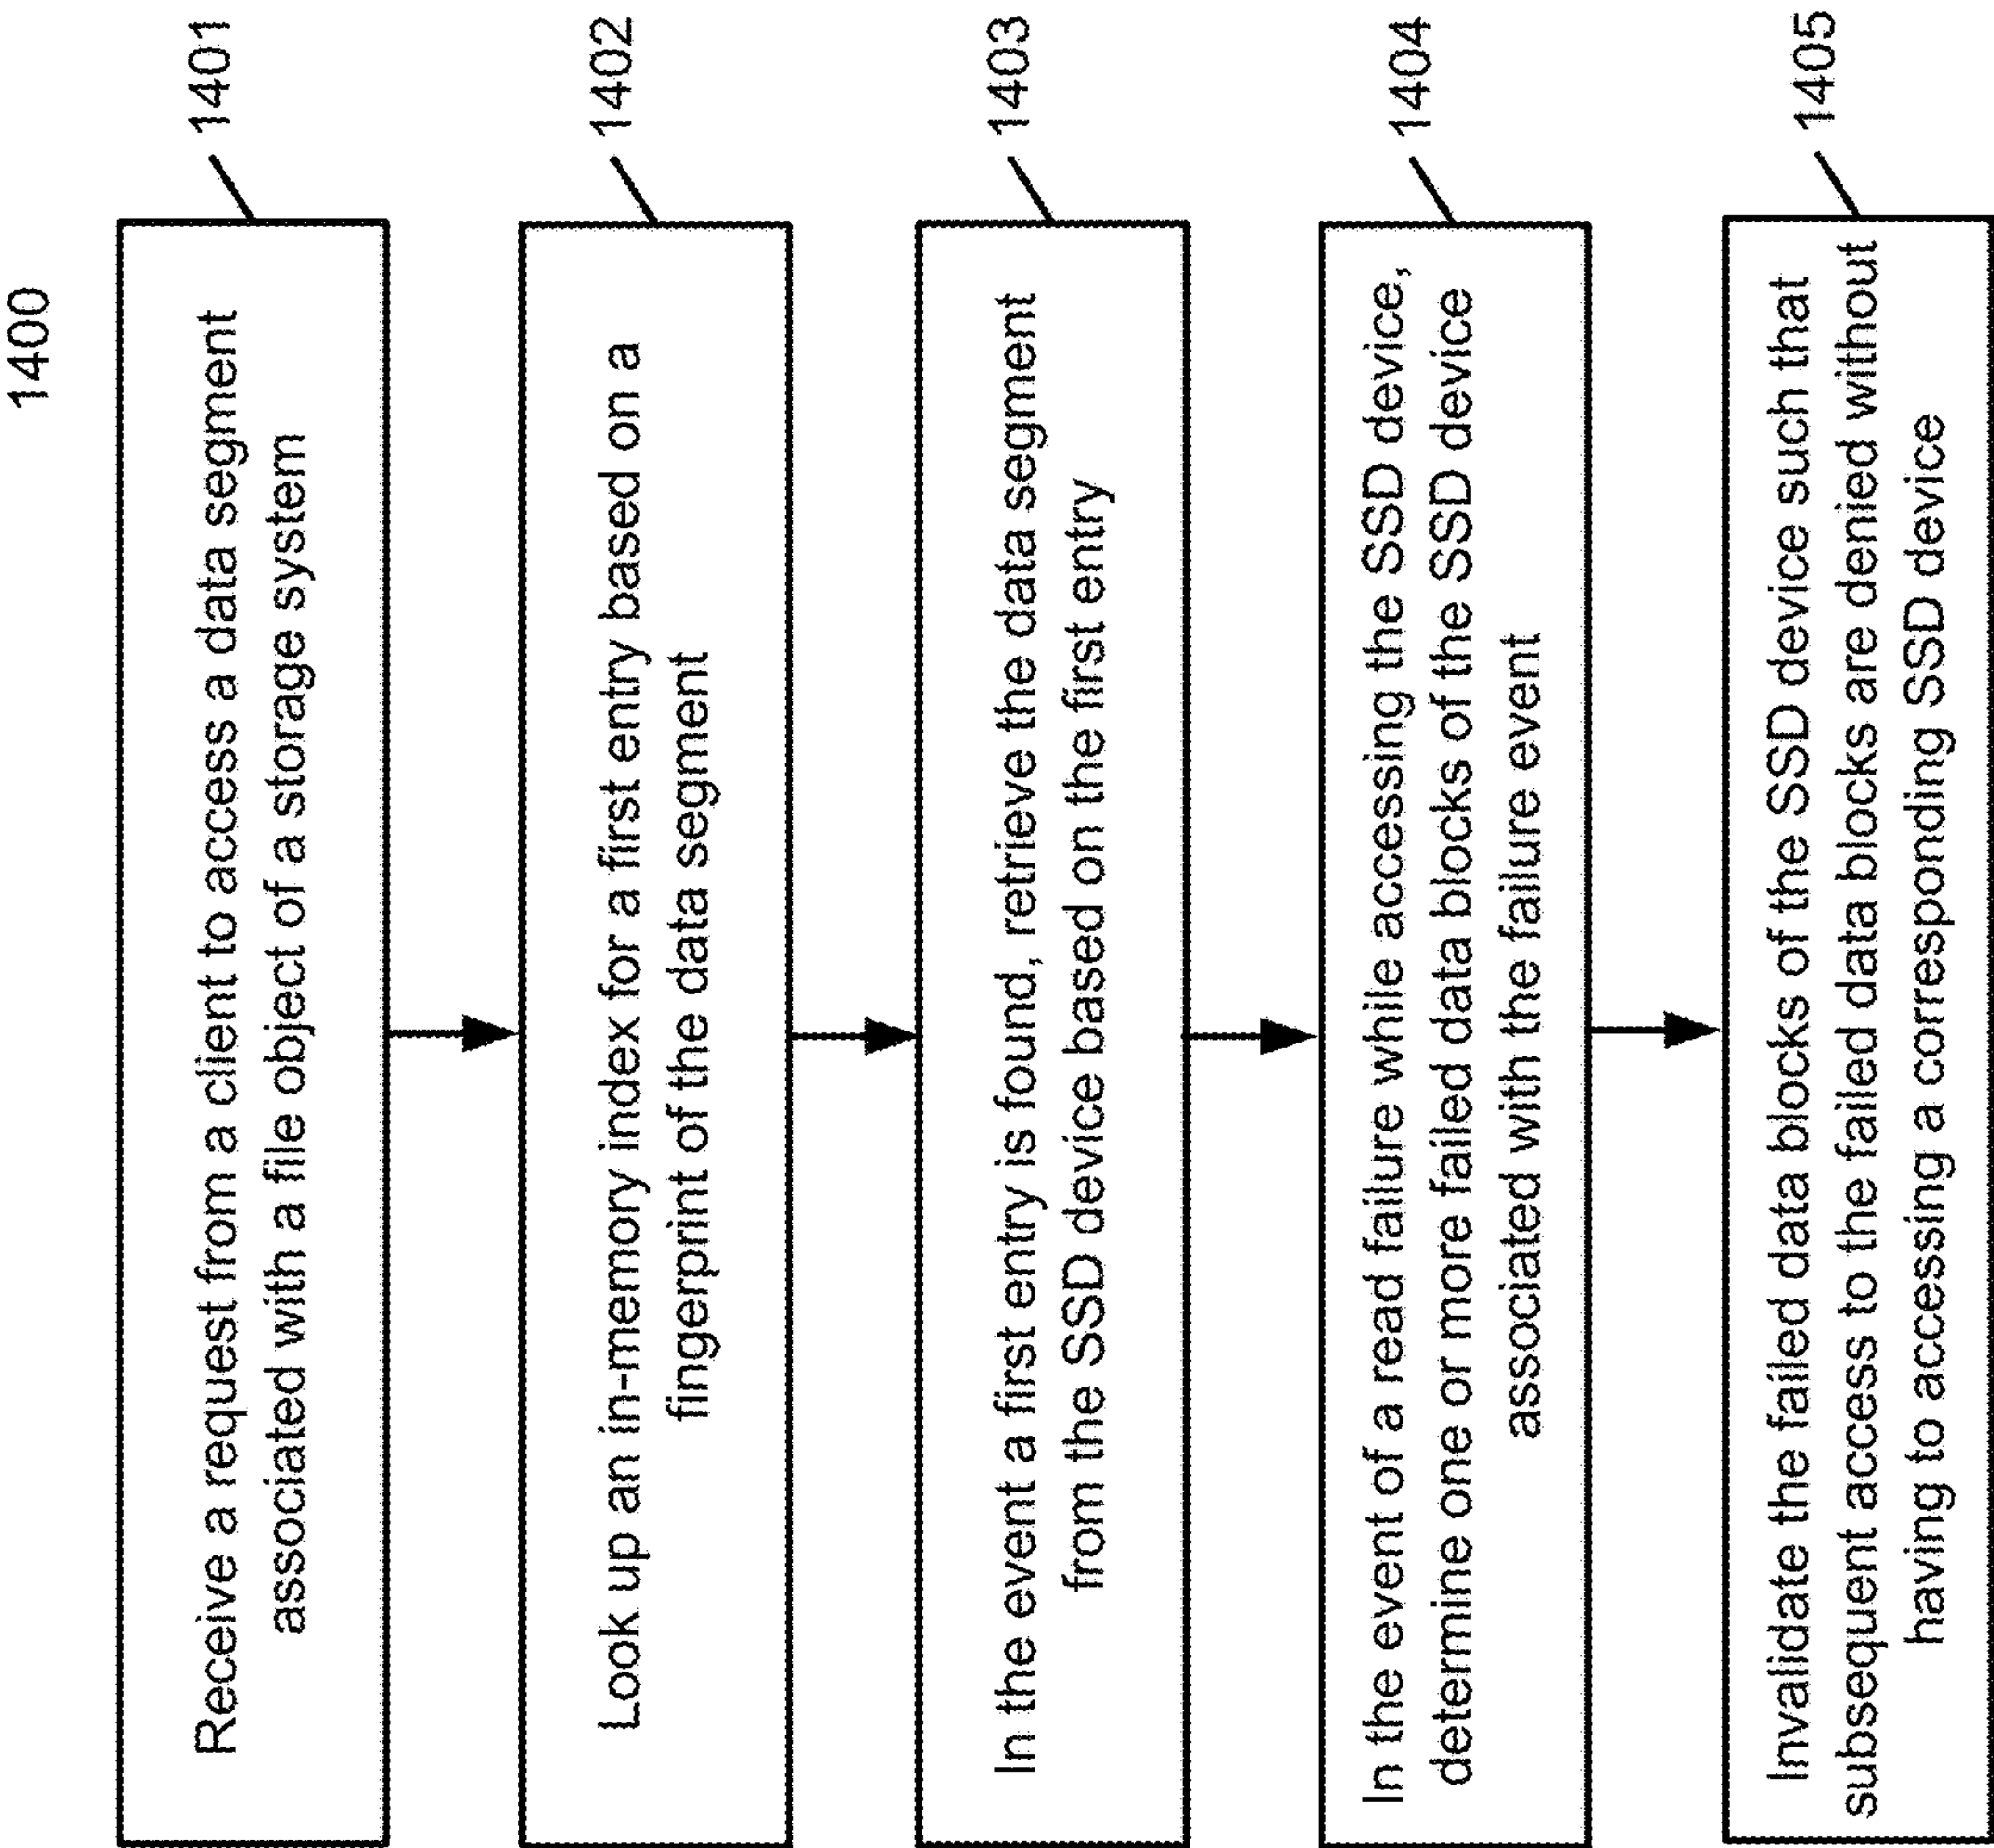 1400
Receive a request from a client to access a data segment
associated with a file object of a storage system
1401
Look up an in-memory index for a first entry based on a
fingerprint of the data segment
1402
In the event a first entry is found, retrieve the data segment
from the SSD device based on the first entry
1403
In the event of a read failure while accessing the SSD device,
determine one or more failed data blocks of the SSD device
associated with the failure event
1404
Invalidate the failed data blocks of the SSD device such that
subsequent access to the failed data blocks are denied without
having to accessing a corresponding SSD device
1405